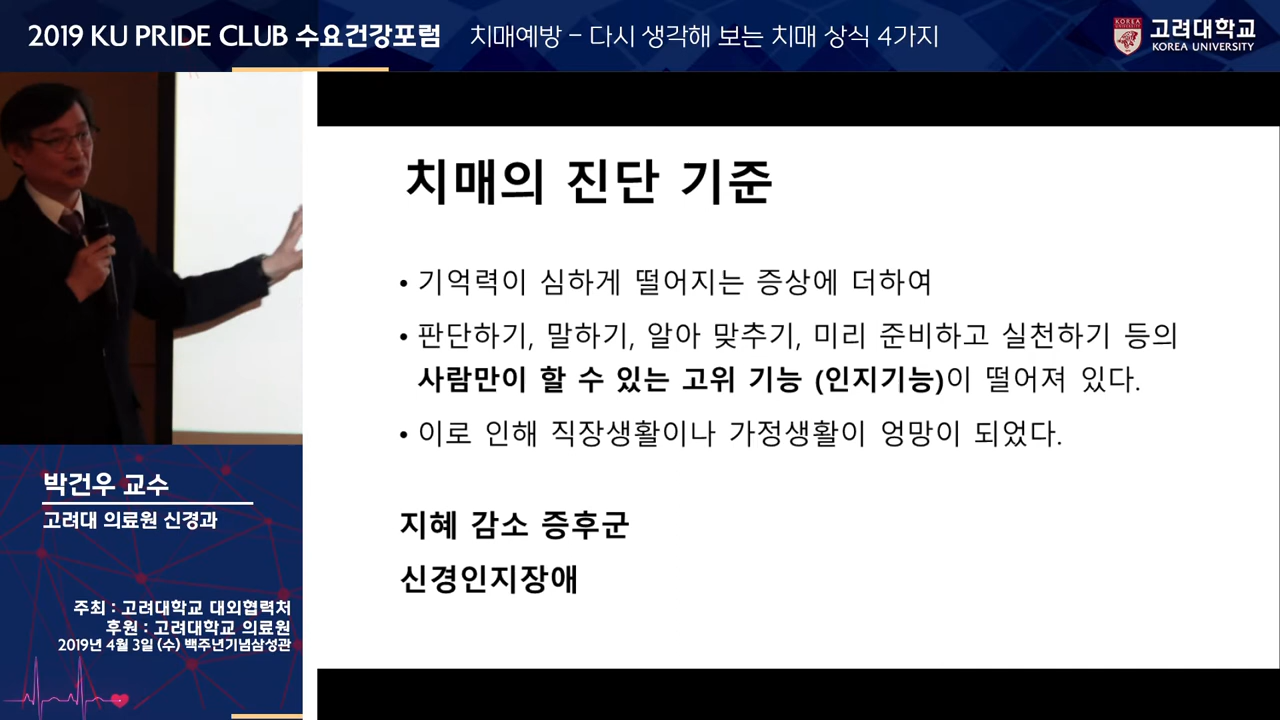 2019 KU PRIDE CLUB 수요건강포럼 치매예방 – 다시 생각해 보는 치매 상식 4가지
KOREA UNIVERSITY
고려대학교
KOREA UNIVERSITY
치매의 진단 기준
• 기억력이 심하게 떨어지는 증상에 더하여
• 판단하기, 말하기, 알아 맞추기, 미리 준비하고 실천하기 등의
사람만이 할 수 있는 고위 기능 (인지기능)이 떨어져 있다.
• 이로 인해 직장생활이나 가정생활이 엉망이 되었다.
지혜 감소 증후군
신경인지장애
박건우 교수
고려대 의료원 신경과
주최 : 고려대학교 대외협력처
후원 : 고려대학교 의료원
2019년 4월 3일 (수) 백주년기념삼성관